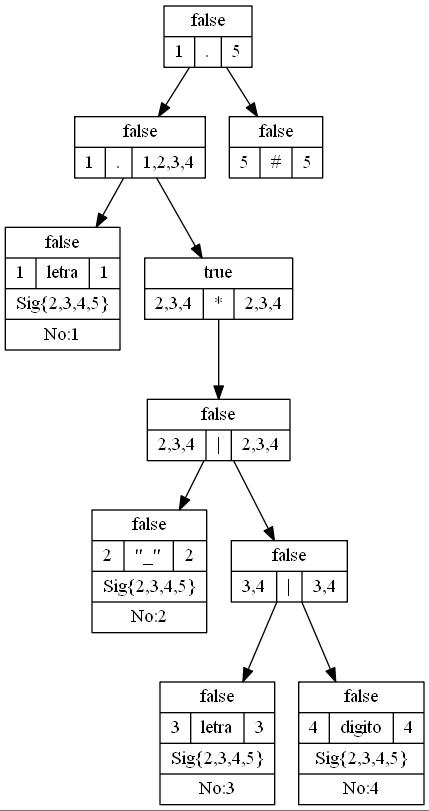 false
1 . 5
false
1 . 1,2,3,4
false
5 # 5
false
1 letra 1
Sig{2,3,4,5}
No:1
true
2,3,4 * 2,3,4
false
2,3,4 | 2,3,4
false
2 "_" 2
Sig{2,3,4,5}
No:2
false
3,4 | 3,4
false
3 letra 3
Sig{2,3,4,5}
No:3
false
4 digito 4
Sig{2,3,4,5}
No:4